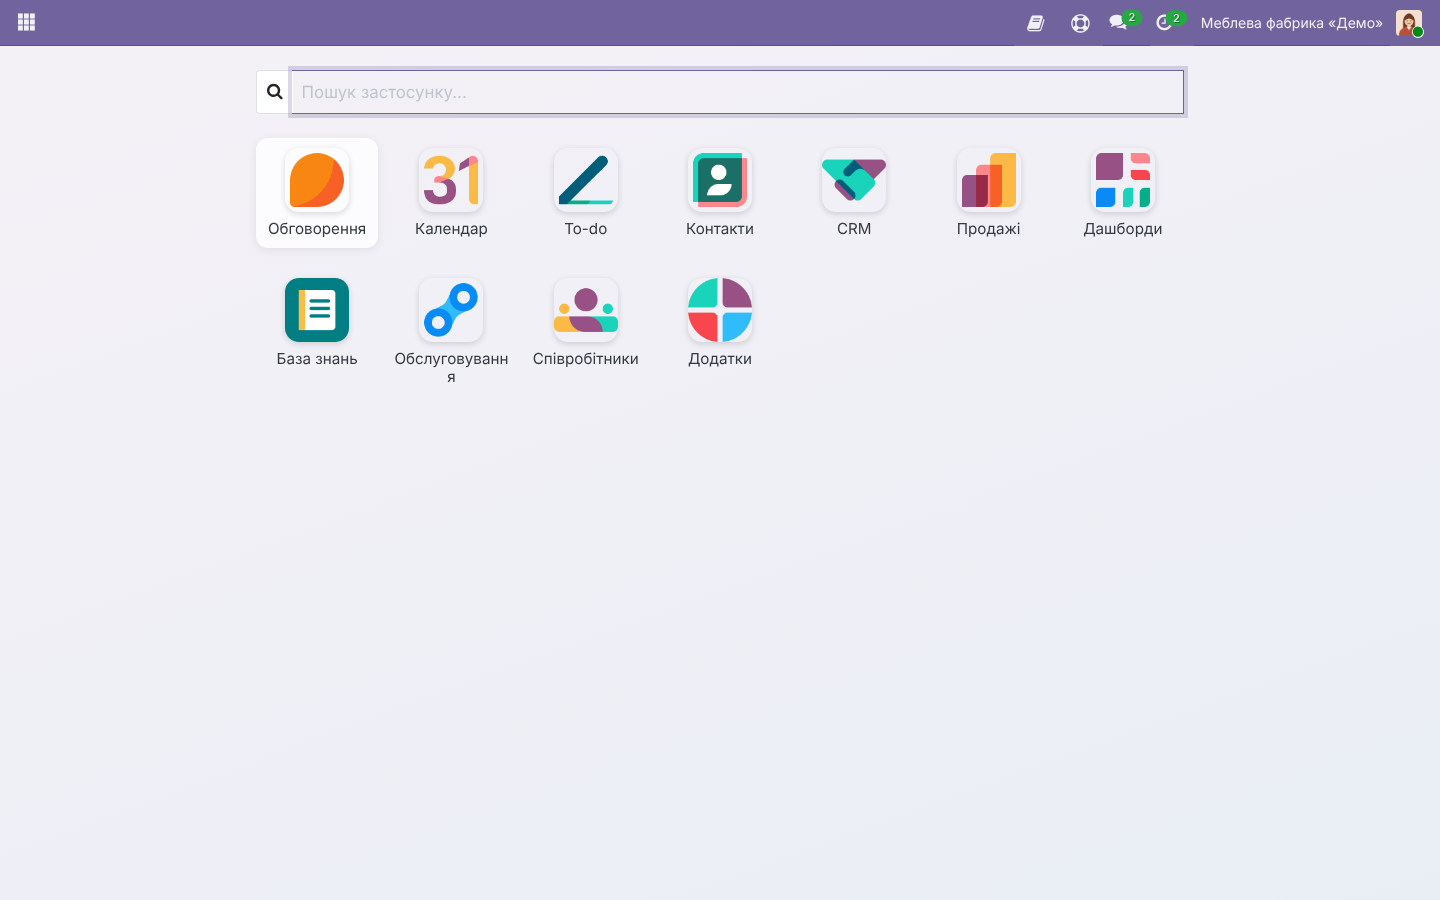 2
2
Меблева фабрика «Демо»
Пошук застосунку...
31
Обговорення
Календар
To-do
Контакти
CRM
Продажі
Дашборди
База знань
Обслуговуванн
я
Співробітники
Додатки